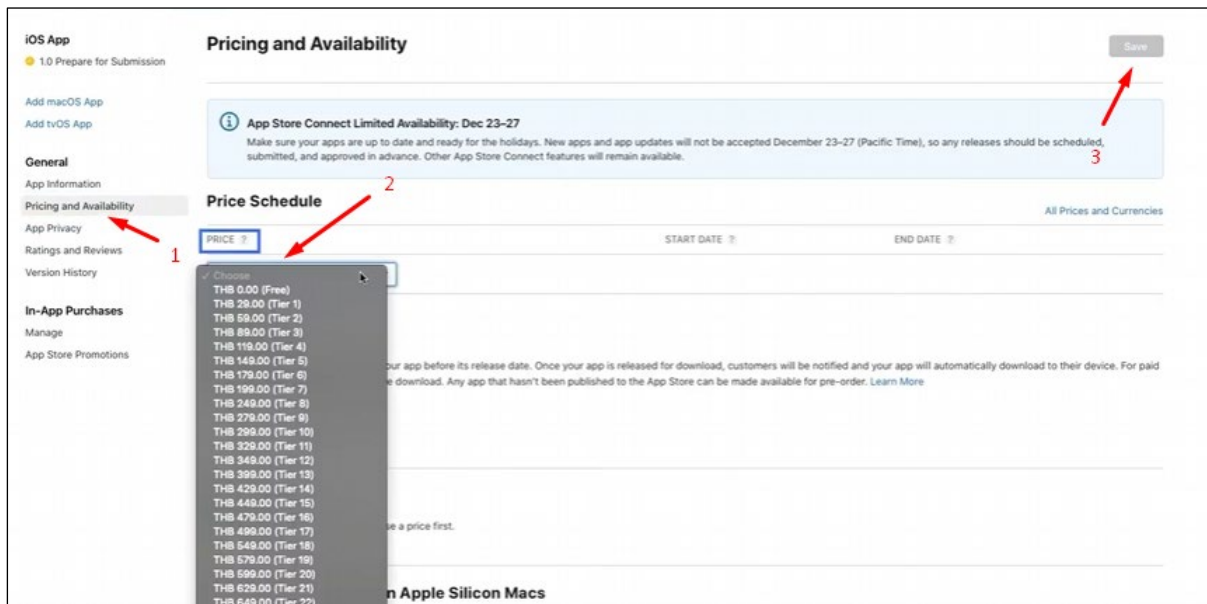 iOS App
1.0 Prepare for Submission
Add macOS App
Add tvOS App
General
App Information
Pricing and Availability
App Privacy
Ratings and Reviews
Version History
In-App Purchases
Manage
App Store Promotions
1
Pricing and Availability
Save
3
App Store Connect Limited Availability: Dec 23–27
Make sure your apps are up to date and ready for the holidays. New apps and app updates will not be accepted December 23–27 (Pacific Time), so any releases should be scheduled,
submitted, and approved in advance. Other App Store Connect features will remain available.
2
Price Schedule
All Prices and Currencies
PRICE ?
START DATE ?
END DATE ?
✓ Choose
THB 0.00 (Free)
THB 29.00 (Tier 1)
THB 59.00 (Tier 2)
THB 89.00 (Tier 3)
THB 119.00 (Tier 4)
THB 149.00 (Tier 5)
THB 179.00 (Tier 6)
THB 199.00 (Tier 7)
THB 249.00 (Tier 8)
THB 279.00 (Tier 9)
THB 299.00 (Tier 10)
THB 329.00 (Tier 11)
THB 349.00 (Tier 12)
THB 399.00 (Tier 13)
THB 429.00 (Tier 14)
THB 449.00 (Tier 15)
THB 479.00 (Tier 16)
THB 499.00 (Tier 17)
THB 549.00 (Tier 18)
THB 579.00 (Tier 19)
THB 599.00 (Tier 20)
THB 629.00 (Tier 21)
THB 649.00 (Tier 22)
our app before its release date. Once your app is released for download, customers will be notified and your app will automatically download to their device. For paid
e download. Any app that hasn't been published to the App Store can be made available for pre-order. Learn More
se a price first.
n Apple Silicon Macs